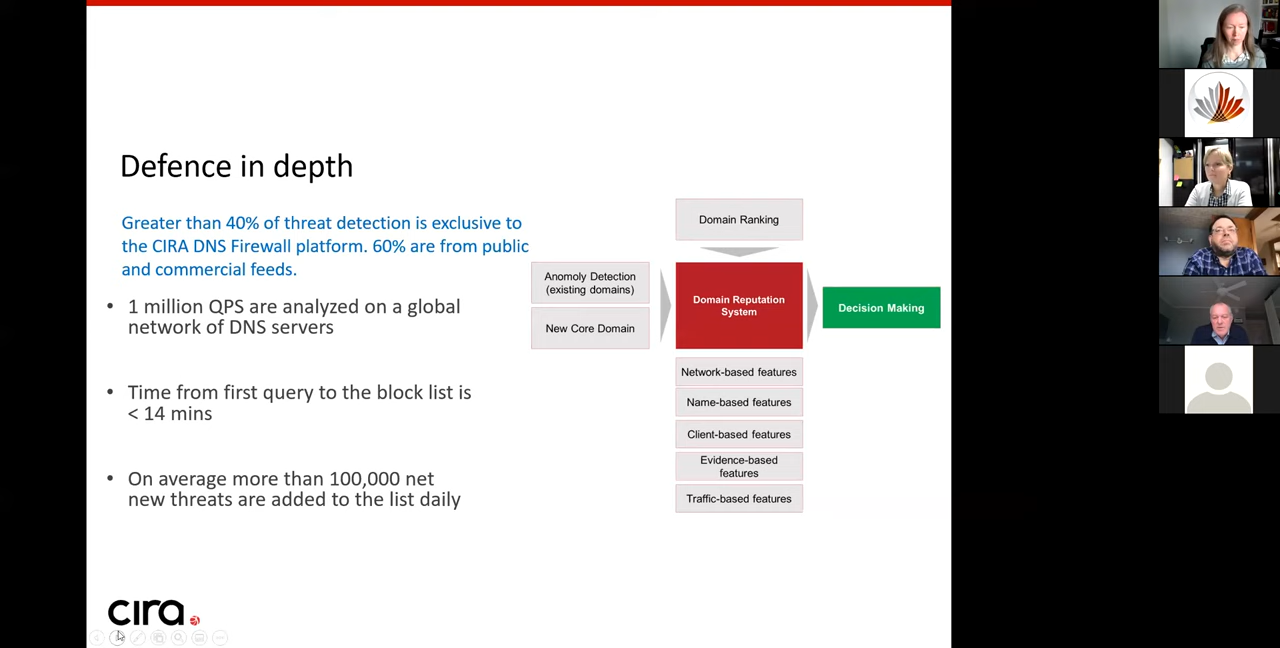 Defence in depth
Greater than 40% of threat detection is exclusive to
the CIRA DNS Firewall platform. 60% are from public
and commercial feeds.
• 1 million QPS are analyzed on a global
network of DNS servers
• Time from first query to the block list is
< 14 mins
• On average more than 100,000 net
new threats are added to the list daily
Domain Ranking
Anomoly Detection
(existing domains)
New Core Domain
Domain Reputation
System
Decision Making
Network-based features
Name-based features
Client-based features
Evidence-based
features
Traffic-based features
cira